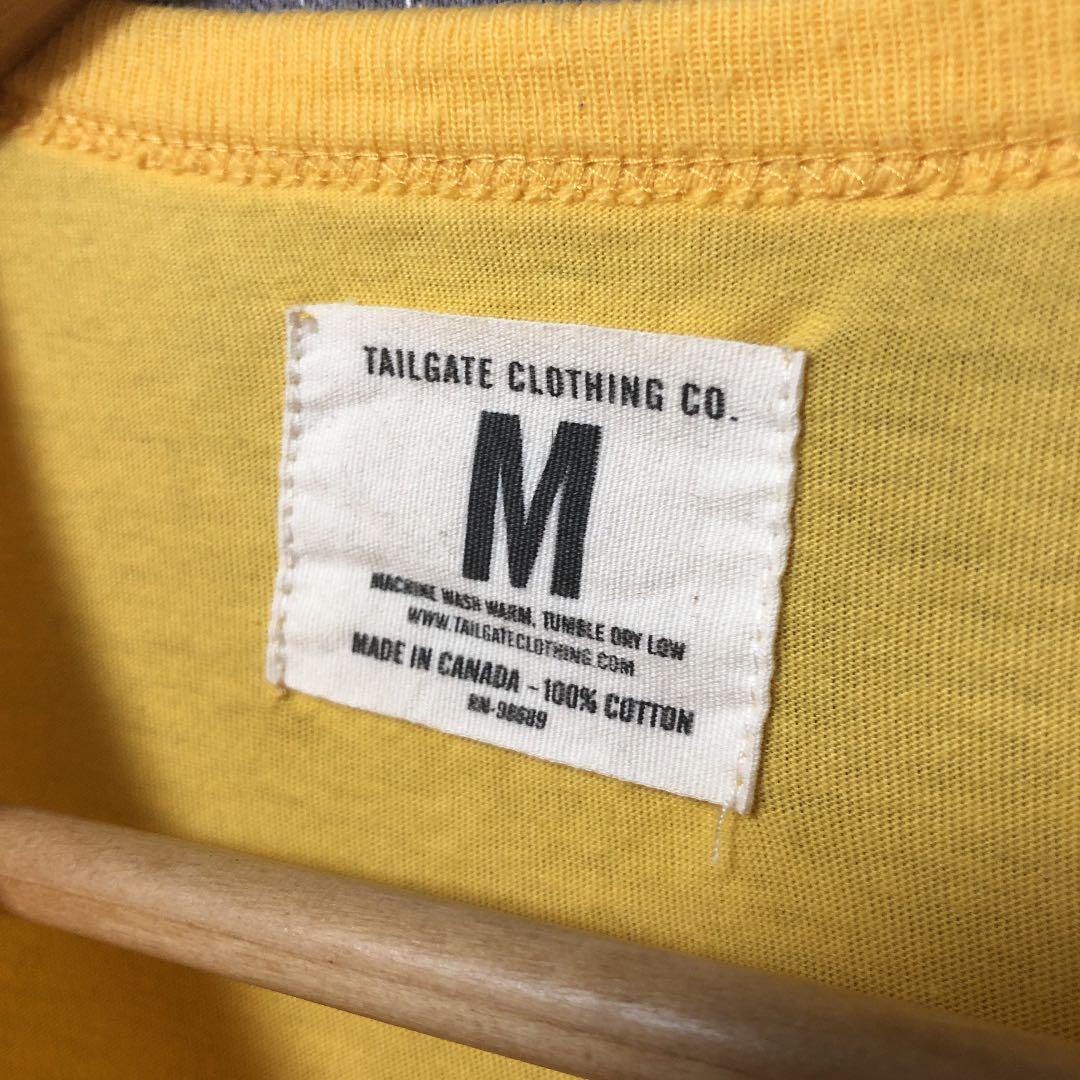 TAILGATE CLOTHING CO.
M
MACHINE WASH WARM, TUMBLE DRY LOW
WWW.TAILGATECLOTHING.COM
MADE IN CANADA - 100% COTTON
RN-98689